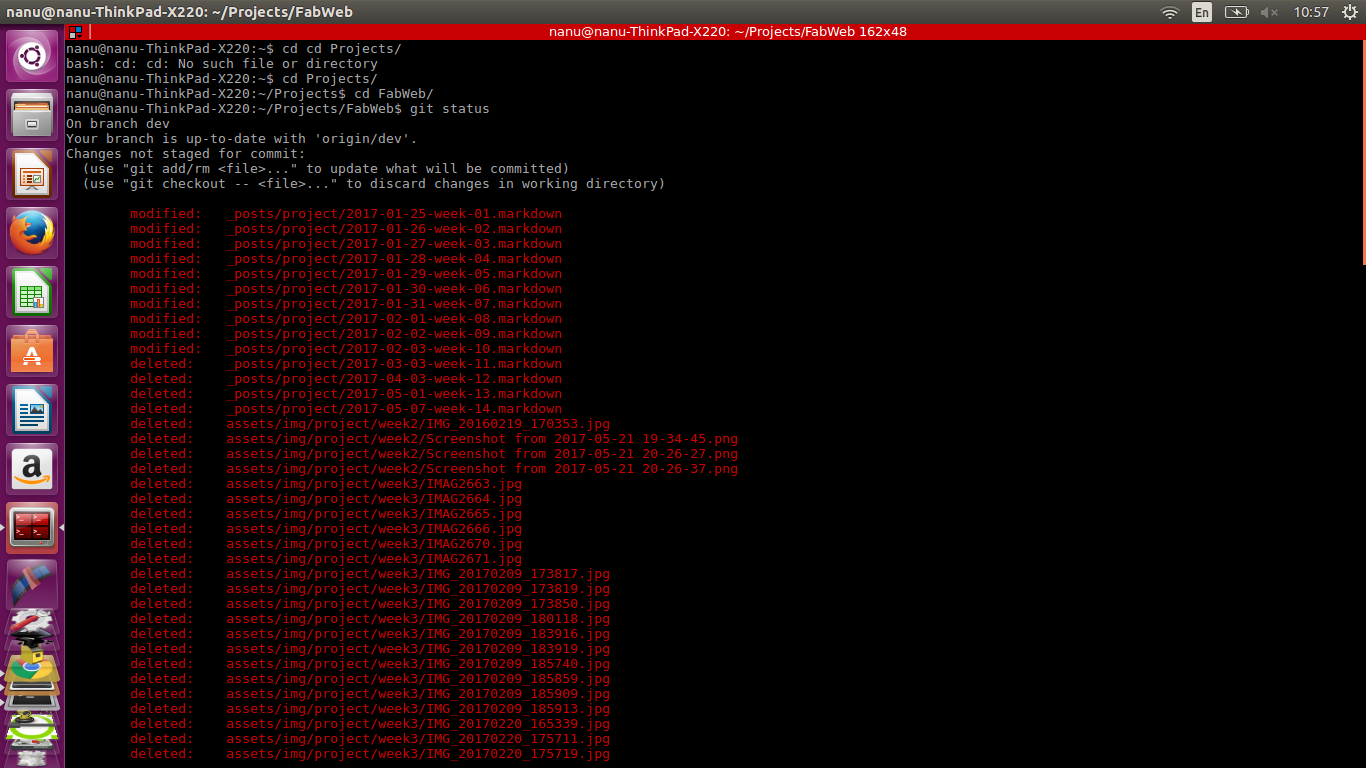 nanu@nanu-ThinkPad-X220: ~/Projects/FabWeb
En
10:57
nanu@nanu-ThinkPad-X220: ~/Projects/FabWeb 162x48
nanu@nanu-ThinkPad-X220:~$ cd cd Projects/
bash: cd: cd: No such file or directory
nanu@nanu-ThinkPad-X220:~$ cd Projects/
nanu@nanu-ThinkPad-X220:~/Projects$ cd FabWeb/
nanu@nanu-ThinkPad-X220:~/Projects/FabWeb$ git status
On branch dev
Your branch is up-to-date with 'origin/dev'.
Changes not staged for commit:
  (use "git add/rm <file>..." to update what will be committed)
  (use "git checkout -- <file>..." to discard changes in working directory)
modified:   _posts/project/2017-01-25-week-01.markdown
modified:   _posts/project/2017-01-26-week-02.markdown
modified:   _posts/project/2017-01-27-week-03.markdown
modified:   _posts/project/2017-01-28-week-04.markdown
modified:   _posts/project/2017-01-29-week-05.markdown
modified:   _posts/project/2017-01-30-week-06.markdown
modified:   _posts/project/2017-01-31-week-07.markdown
modified:   _posts/project/2017-02-01-week-08.markdown
modified:   _posts/project/2017-02-02-week-09.markdown
modified:   _posts/project/2017-02-03-week-10.markdown
deleted:    _posts/project/2017-03-03-week-11.markdown
deleted:    _posts/project/2017-04-03-week-12.markdown
deleted:    _posts/project/2017-05-01-week-13.markdown
deleted:    _posts/project/2017-05-07-week-14.markdown
deleted:    assets/img/project/week2/IMG_20160219_170353.jpg
deleted:    assets/img/project/week2/Screenshot from 2017-05-21 19-34-45.png
deleted:    assets/img/project/week2/Screenshot from 2017-05-21 20-26-27.png
deleted:    assets/img/project/week2/Screenshot from 2017-05-21 20-26-37.png
deleted:    assets/img/project/week3/IMAG2663.jpg
deleted:    assets/img/project/week3/IMAG2664.jpg
deleted:    assets/img/project/week3/IMAG2665.jpg
deleted:    assets/img/project/week3/IMAG2666.jpg
deleted:    assets/img/project/week3/IMAG2670.jpg
deleted:    assets/img/project/week3/IMAG2671.jpg
deleted:    assets/img/project/week3/IMG_20170209_173817.jpg
deleted:    assets/img/project/week3/IMG_20170209_173819.jpg
deleted:    assets/img/project/week3/IMG_20170209_173850.jpg
deleted:    assets/img/project/week3/IMG_20170209_180118.jpg
deleted:    assets/img/project/week3/IMG_20170209_183916.jpg
deleted:    assets/img/project/week3/IMG_20170209_183919.jpg
deleted:    assets/img/project/week3/IMG_20170209_185740.jpg
deleted:    assets/img/project/week3/IMG_20170209_185859.jpg
deleted:    assets/img/project/week3/IMG_20170209_185909.jpg
deleted:    assets/img/project/week3/IMG_20170209_185913.jpg
deleted:    assets/img/project/week3/IMG_20170220_165339.jpg
deleted:    assets/img/project/week3/IMG_20170220_175711.jpg
deleted:    assets/img/project/week3/IMG_20170220_175719.jpg